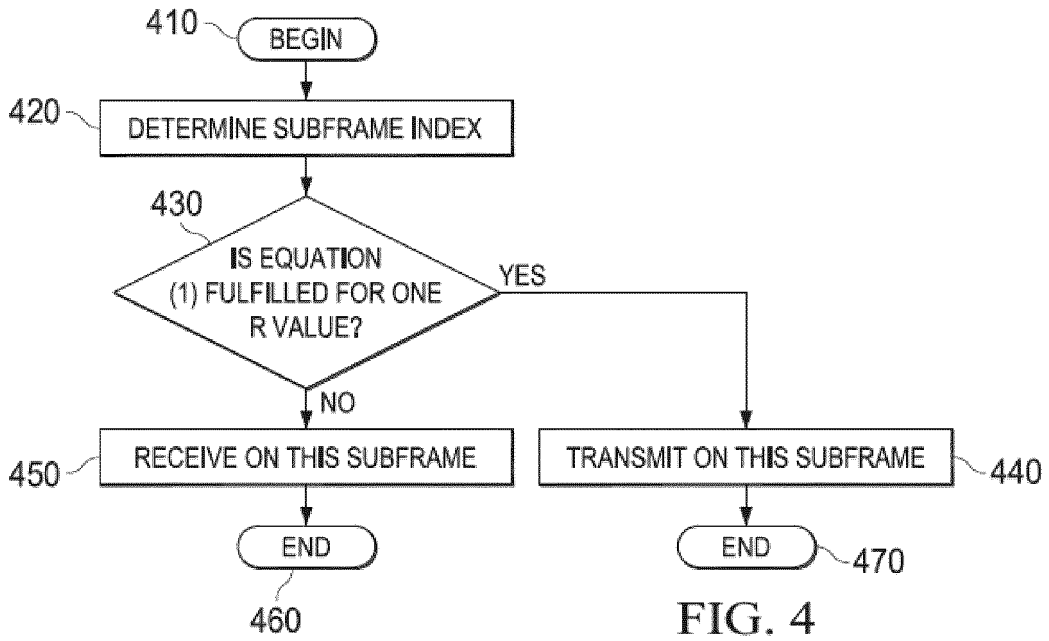 410
BEGIN
420
DETERMINE SUBFRAME INDEX
430
IS EQUATION
(1) FULFILLED FOR ONE
R VALUE?
YES
NO
450
RECEIVE ON THIS SUBFRAME
TRANSMIT ON THIS SUBFRAME
440
END
460
END
470
FIG. 4